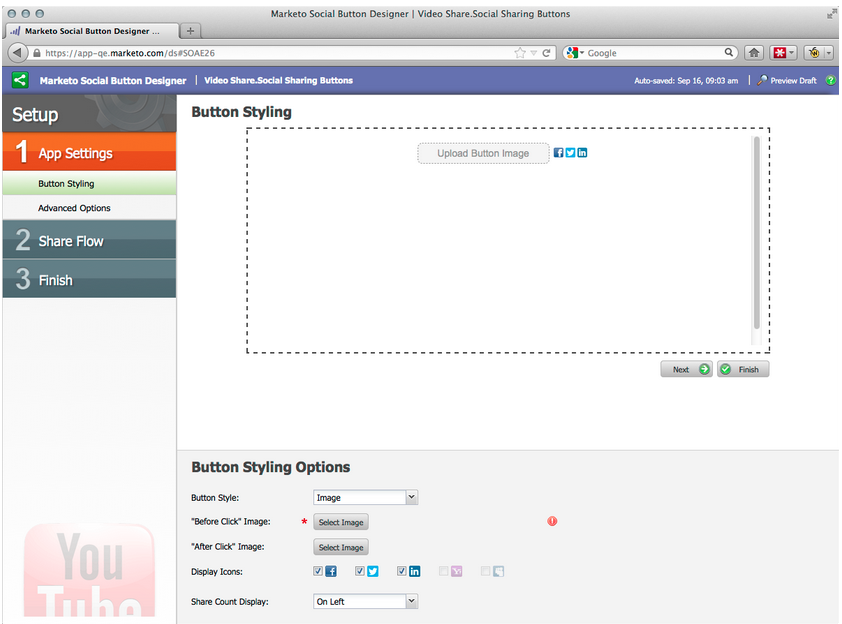 Marketo Social Button Designer | Video Share.Social Sharing Buttons
Marketo Social Button Designer ...
https://app-qe.marketo.com/ds#SOAE26
Google
Marketo Social Button Designer | Video Share.Social Sharing Buttons
Auto-saved: Sep 16, 09:03 am | Preview Draft
Setup
1 App Settings
Button Styling
Advanced Options
2 Share Flow
3 Finish
Button Styling
Upload Button Image
Next
Finish
Button Styling Options
Button Style: Image
"Before Click" Image: * Select Image
"After Click" Image: Select Image
Display Icons:
Share Count Display: On Left
You
Tube